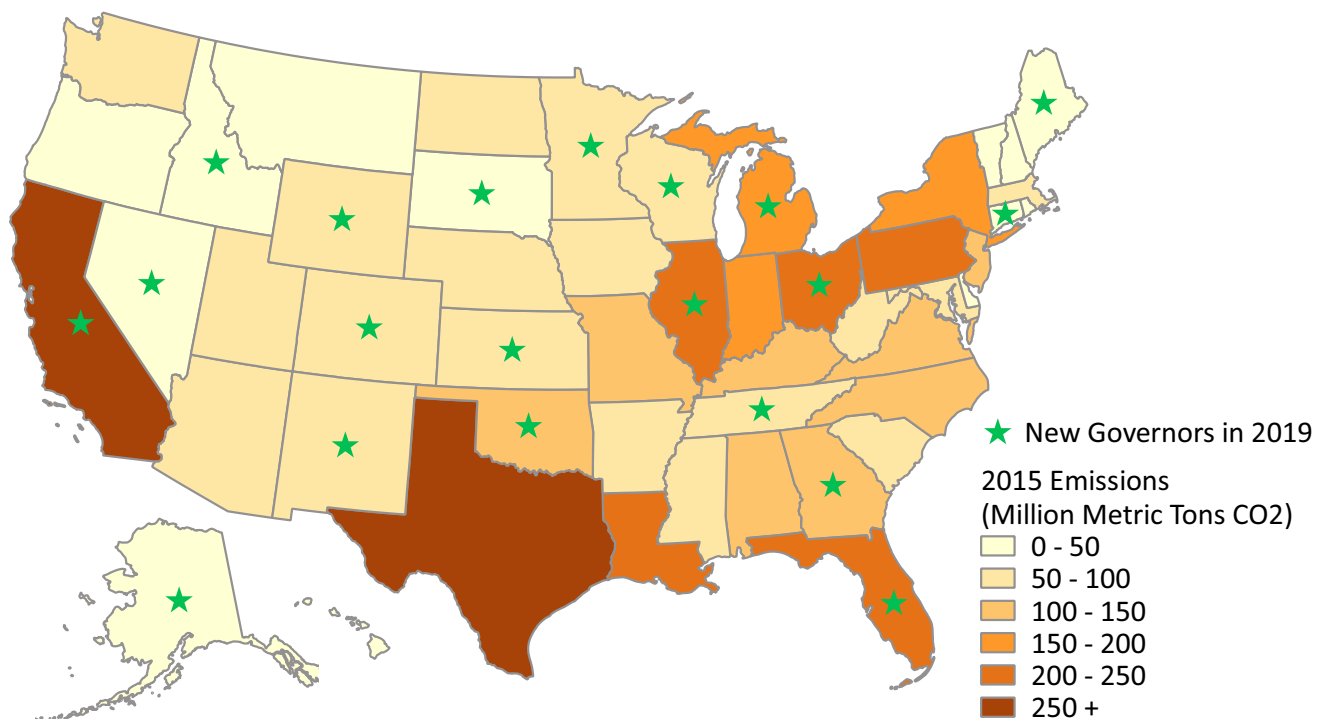 New Governors in 2019
2015 Emissions
(Million Metric Tons CO2)
0 - 50
50 - 100
100 - 150
150 - 200
200 - 250
250 +